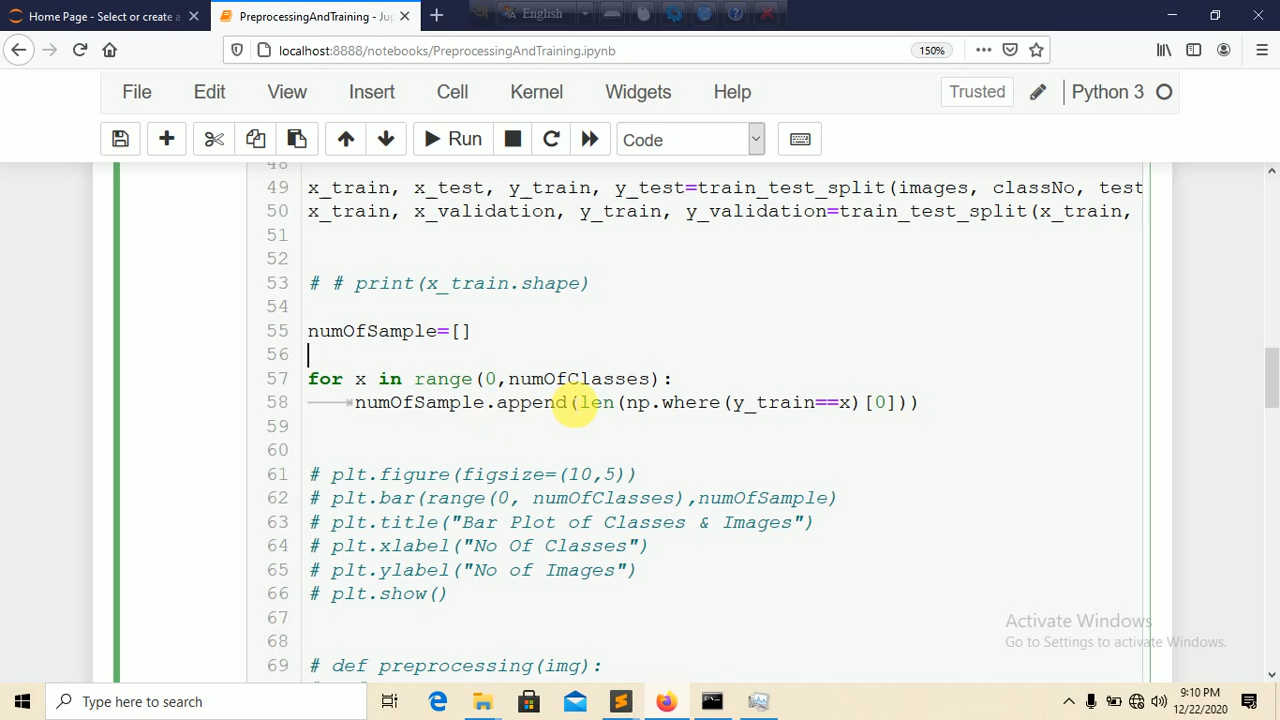 Home Page - Select or create a
PreprocessingAndTraining - Jup
English
localhost:8888/notebooks/PreprocessingAndTraining.ipynb
150%
File Edit View Insert Cell Kernel Widgets Help
Trusted
Python 3
Run
Code
48
49 x_train, x_test, y_train, y_test=train_test_split(images, classNo, test
50 x_train, x_validation, y_train, y_validation=train_test_split(x_train,
51
52
53 # # print(x_train.shape)
54
55 numOfSample=[]
56
57 for x in range(0,numOfClasses):
58 numOfSample.append(len(np.where(y_train==x)[0]))
59
60
61 # plt.figure(figsize=(10,5))
62 # plt.bar(range(0, numOfClasses),numOfSample)
63 # plt.title("Bar Plot of Classes & Images")
64 # plt.xlabel("No Of Classes")
65 # plt.ylabel("No of Images")
66 # plt.show()
67
68
69 # def preprocessing(img):
Activate Windows
Go to Settings to activate Windows.
Type here to search
9:10 PM
12/22/2020